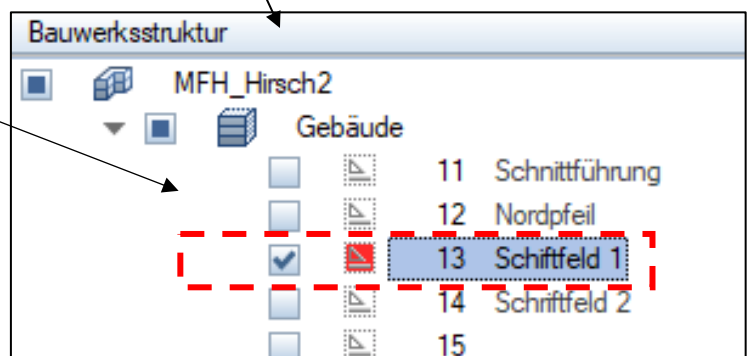 Bauwerksstruktur
MFH_Hirsch2
Gebäude
11 Schnittführung
12 Nordpfeil
13 Schiftfeld 1
14 Schriftfeld 2
15